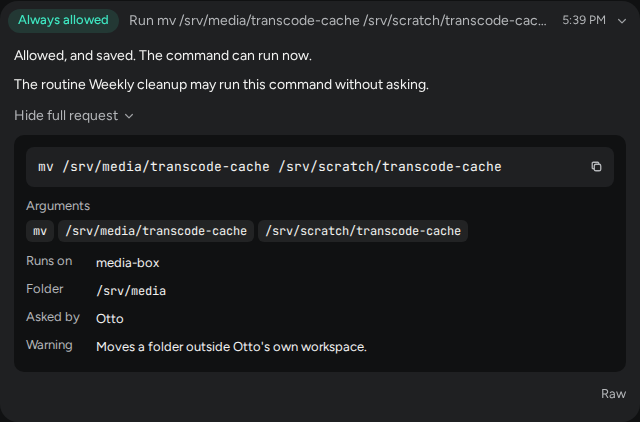 Always allowed Run mv /srv/media/transcode-cache /srv/scratch/transcode-cac... 5:39 PM
Allowed, and saved. The command can run now.
The routine Weekly cleanup may run this command without asking.
Hide full request
mv /srv/media/transcode-cache /srv/scratch/transcode-cache
Arguments
mv /srv/media/transcode-cache /srv/scratch/transcode-cache
Runs on media-box
Folder /srv/media
Asked by Otto
Warning Moves a folder outside Otto's own workspace.
Raw